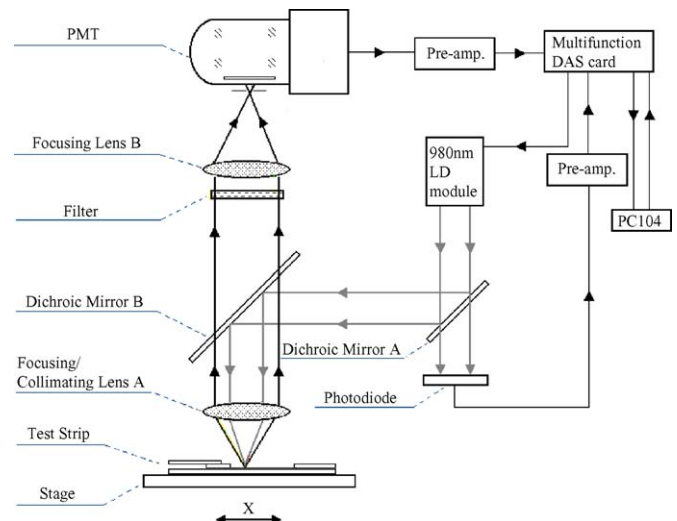 PMT
Pre-amp.
Multifunction
DAS card
Focusing Lens B
980nm
LD
module
Pre-amp.
Filter
PC104
Dichroic Mirror B
Dichroic Mirror A
Focusing/
Collimating Lens A
Photodiode
Test Strip
Stage
X